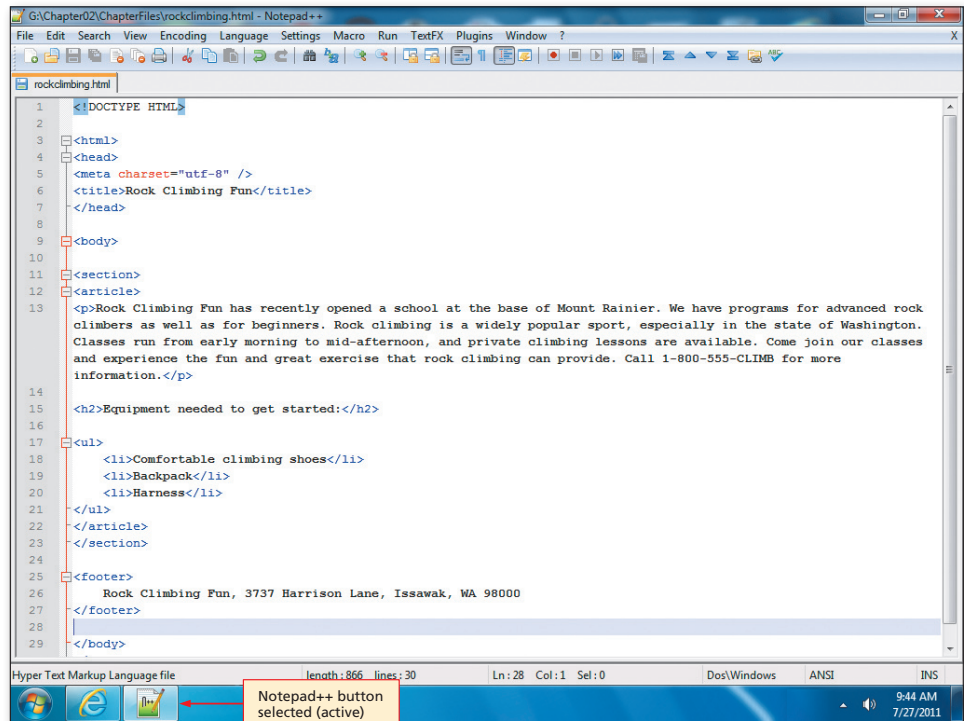 G:\Chapter02\ChapterFiles\rockclimbing.html - Notepad++
File Edit Search View Encoding Language Settings Macro Run TextFX Plugins Window ? X
rockclimbing.html
1 <!DOCTYPE HTML>
2
3 <html>
4 <head>
5 <meta charset="utf-8" />
6 <title>Rock Climbing Fun</title>
7 </head>
8
9 <body>
10
11 <section>
12 <article>
13 <p>Rock Climbing Fun has recently opened a school at the base of Mount Rainier. We have programs for advanced rock
climbers as well as for beginners. Rock climbing is a widely popular sport, especially in the state of Washington.
Classes run from early morning to mid-afternoon, and private climbing lessons are available. Come join our classes
and experience the fun and great exercise that rock climbing can provide. Call 1-800-555-CLIMB for more
information.</p>
14
15 <h2>Equipment needed to get started:</h2>
16
17 <ul>
18 <li>Comfortable climbing shoes</li>
19 <li>Backpack</li>
20 <li>Harness</li>
21 </ul>
22 </article>
23 </section>
24
25 <footer>
26 Rock Climbing Fun, 3737 Harrison Lane, Issawak, WA 98000
27 </footer>
28
29 </body>
Hyper Text Markup Language file length : 866 lines : 30 Ln : 28 Col : 1 Sel : 0 Dos\Windows ANSI INS
Notepad++ button
selected (active)
9:44 AM
7/27/2011